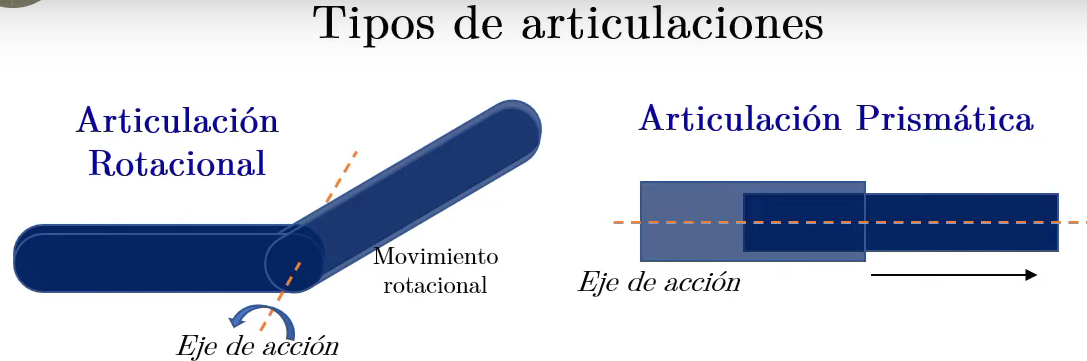 Tipos de articulaciones
Articulación
Rotacional
Movimiento
rotacional
Eje de acción
Articulación Prismática
Eje de acción